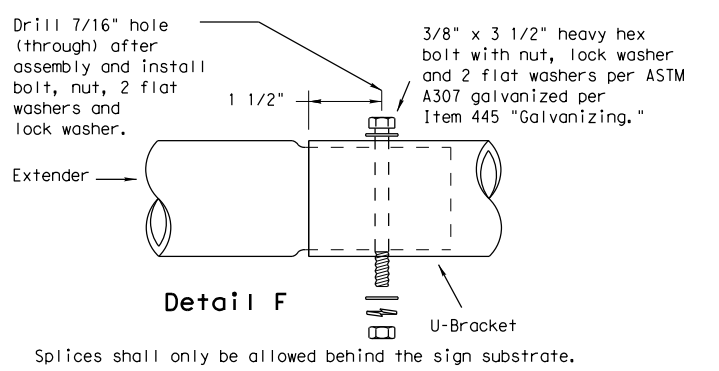 Drill 7/16" hole
(through) after
assembly and install
bolt, nut, 2 flat
washers and
lock washer.
3/8" x 3 1/2" heavy hex
bolt with nut, lock washer
and 2 flat washers per ASTM
A307 galvanized per
Item 445 "Galvanizing."
1 1/2"
Extender
Detail F
U-Bracket
Splices shall only be allowed behind the sign substrate.